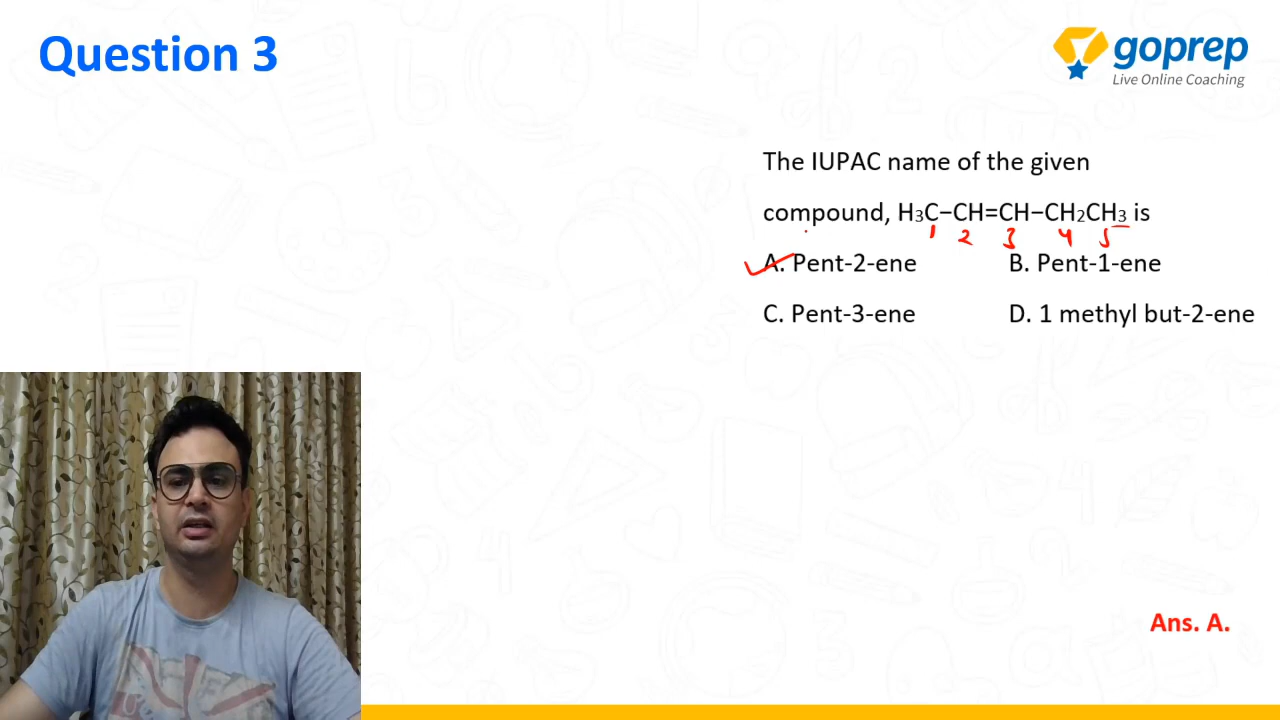 Question 3
goprep
Live Online Coaching
The IUPAC name of the given
compound, H₃C−CH=CH−CH₂CH₃ is
1 2 3 4 5
A. Pent-2-ene B. Pent-1-ene
C. Pent-3-ene D. 1 methyl but-2-ene
Ans. A.